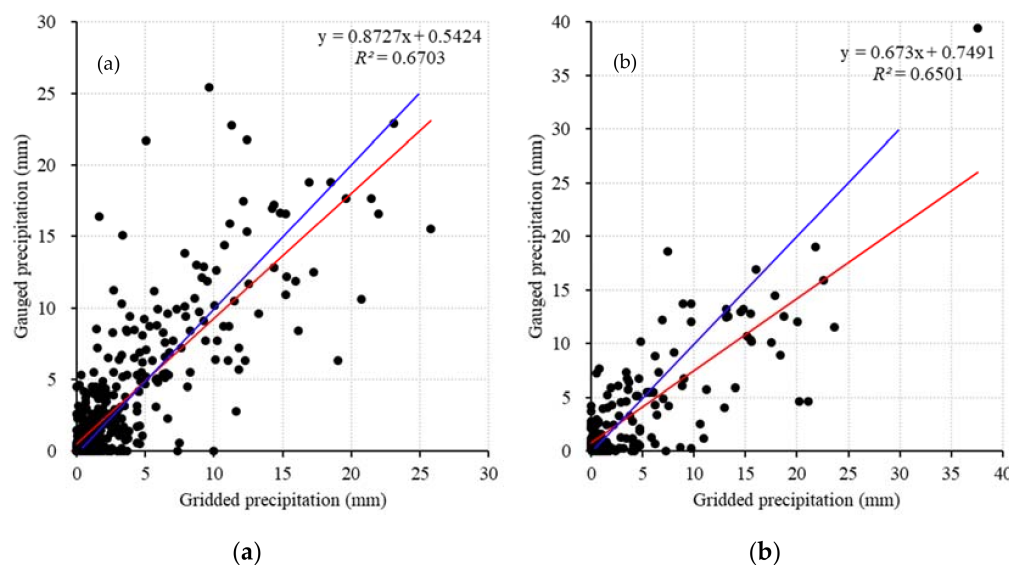 (a)
y = 0.8727x + 0.5424
R² = 0.6703
30
25
20
15
10
5
0
Gauged precipitation (mm)
0 5 10 15 20 25 30
Gridded precipitation (mm)
(a)
(b)
y = 0.673x + 0.7491
R² = 0.6501
40
35
30
25
20
15
10
5
0
Gauged precipitation (mm)
0 5 10 15 20 25 30 35 40
Gridded precipitation (mm)
(b)